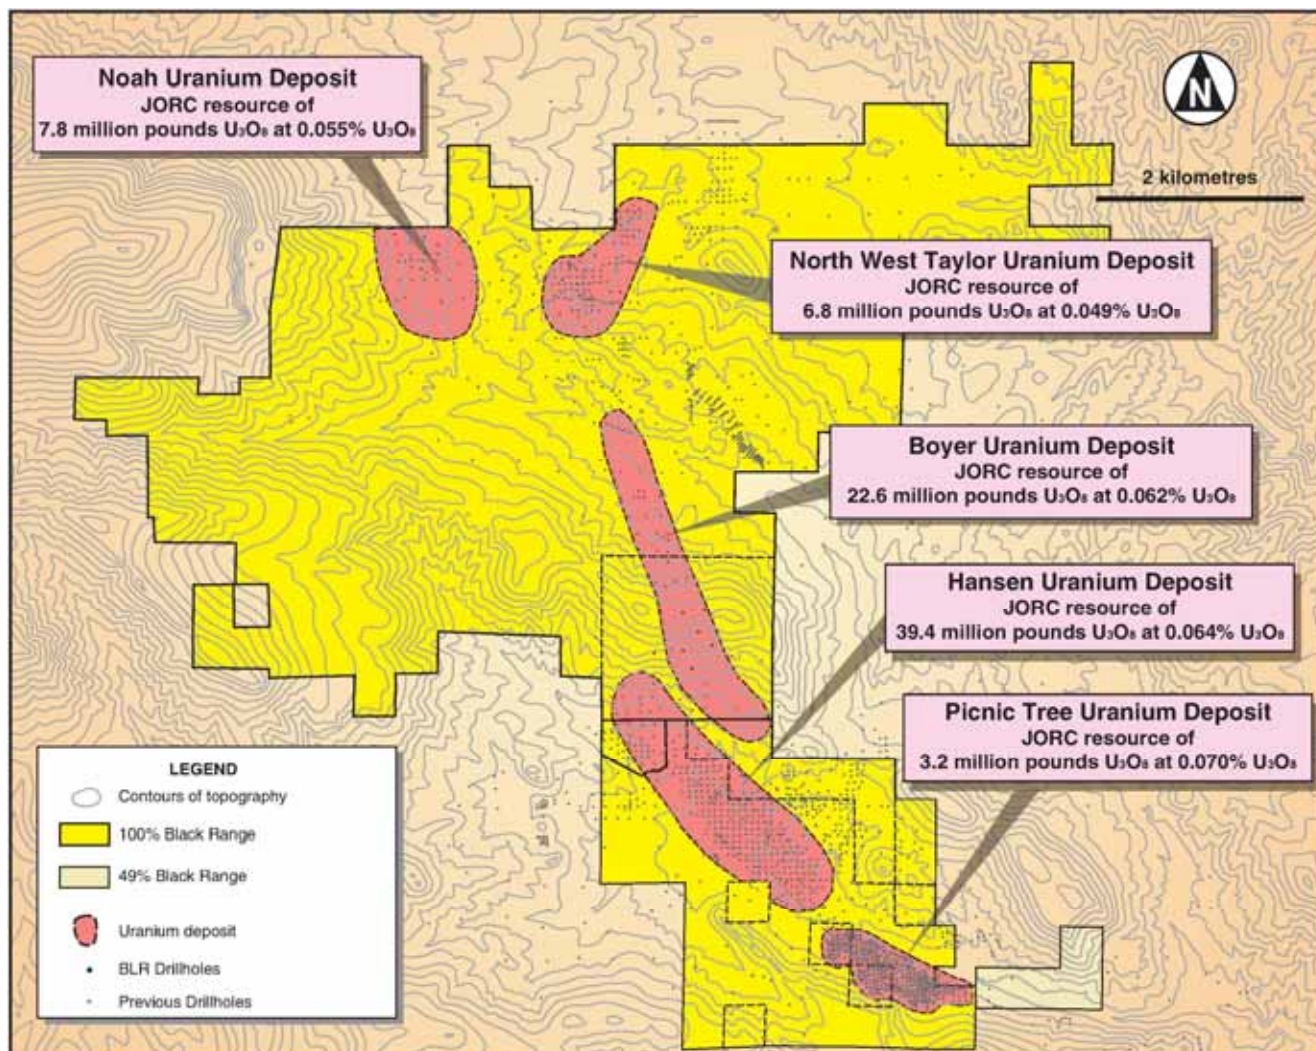 Noah Uranium Deposit
JORC resource of
7.8 million pounds U₃O₈ at 0.055% U₃O₈
N
2 kilometres
North West Taylor Uranium Deposit
JORC resource of
6.8 million pounds U₃O₈ at 0.049% U₃O₈
Boyer Uranium Deposit
JORC resource of
22.6 million pounds U₃O₈ at 0.062% U₃O₈
Hansen Uranium Deposit
JORC resource of
39.4 million pounds U₃O₈ at 0.064% U₃O₈
Picnic Tree Uranium Deposit
JORC resource of
3.2 million pounds U₃O₈ at 0.070% U₃O₈
LEGEND
Contours of topography
100% Black Range
49% Black Range
Uranium deposit
BLR Drillholes
Previous Drillholes